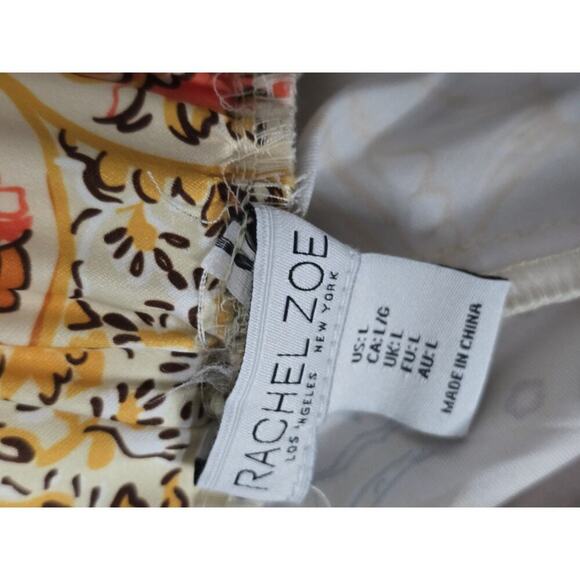 RACHEL ZOE
LOS ANGELES NEW YORK
US: L
CA: L/G
UK: L
EU: L
AU: L
MADE IN CHINA